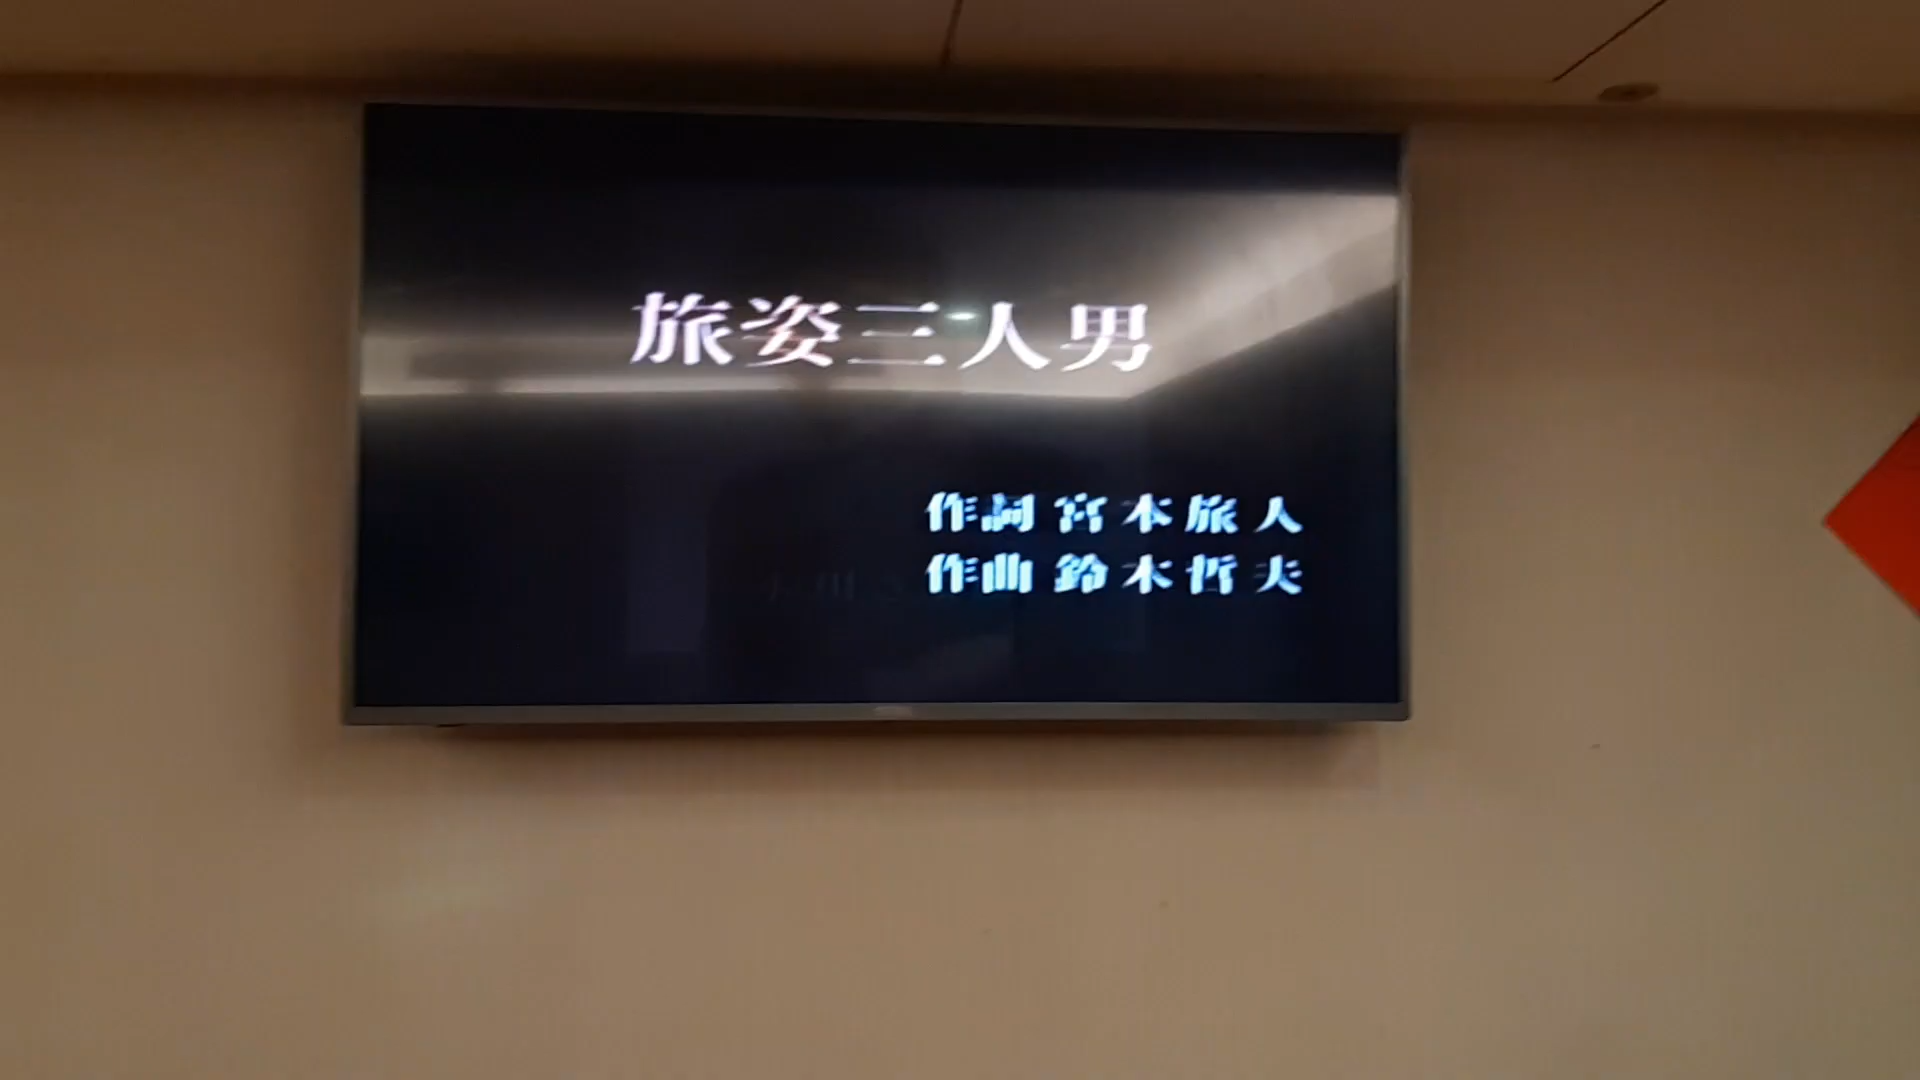 旅姿三人男
作詞 宮本旅人
作曲 鈴木哲夫